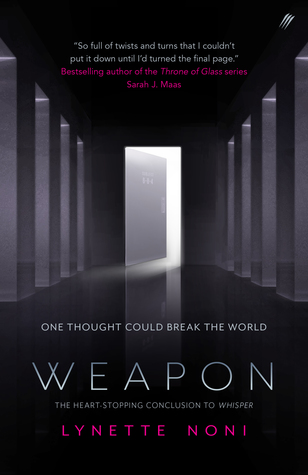 “So full of twists and turns that I couldn’t
put it down until I’d turned the final page.”
Bestselling author of the Throne of Glass series
Sarah J. Maas
ONE THOUGHT COULD BREAK THE WORLD
WEAPON
THE HEART-STOPPING CONCLUSION TO WHISPER
LYNETTE NONI